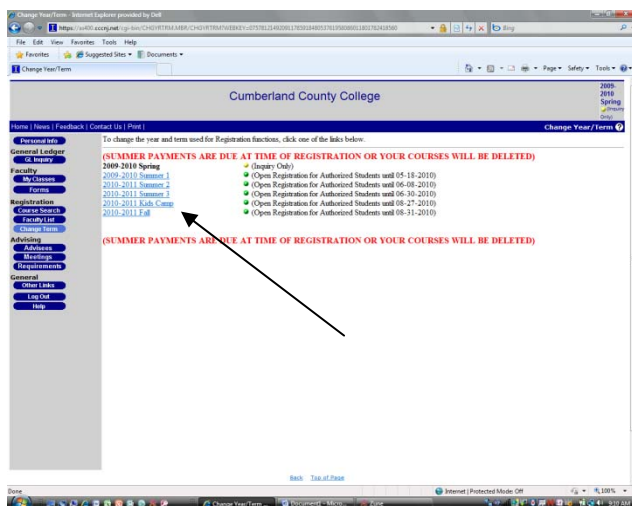 Change Year/Term - Internet Explorer provided by Dell
Bing
File Edit View Favorites Tools Help
Favorites Suggested Sites Documents
Change Year/Term
Page Safety Tools
Cumberland County College
2009-
2010
Spring
(Inquiry
Only)
Home | News | Feedback | Contact Us | Print |
Change Year/Term
Personal Info
General Ledger
GL Inquiry
Faculty
My Classes
Forms
Registration
Course Search
Faculty List
Change Term
Advising
Advisees
Meetings
Requirements
General
Other Links
Log Out
Help
To change the year and term used for Registration functions, click one of the links below.
(SUMMER PAYMENTS ARE DUE AT TIME OF REGISTRATION OR YOUR COURSES WILL BE DELETED)
2009-2010 Spring (Inquiry Only)
2009-2010 Summer 1 (Open Registration for Authorized Students until 05-18-2010)
2010-2011 Summer 2 (Open Registration for Authorized Students until 06-08-2010)
2010-2011 Summer 3 (Open Registration for Authorized Students until 06-30-2010)
2010-2011 Kids Camp (Open Registration for Authorized Students until 08-27-2010)
2010-2011 Fall (Open Registration for Authorized Students until 08-31-2010)
(SUMMER PAYMENTS ARE DUE AT TIME OF REGISTRATION OR YOUR COURSES WILL BE DELETED)
Back Top of Page
Done
Internet | Protected Mode: Off
100%
Change Year/Term ...
Document1 - Micro...
Zune
9:10 AM